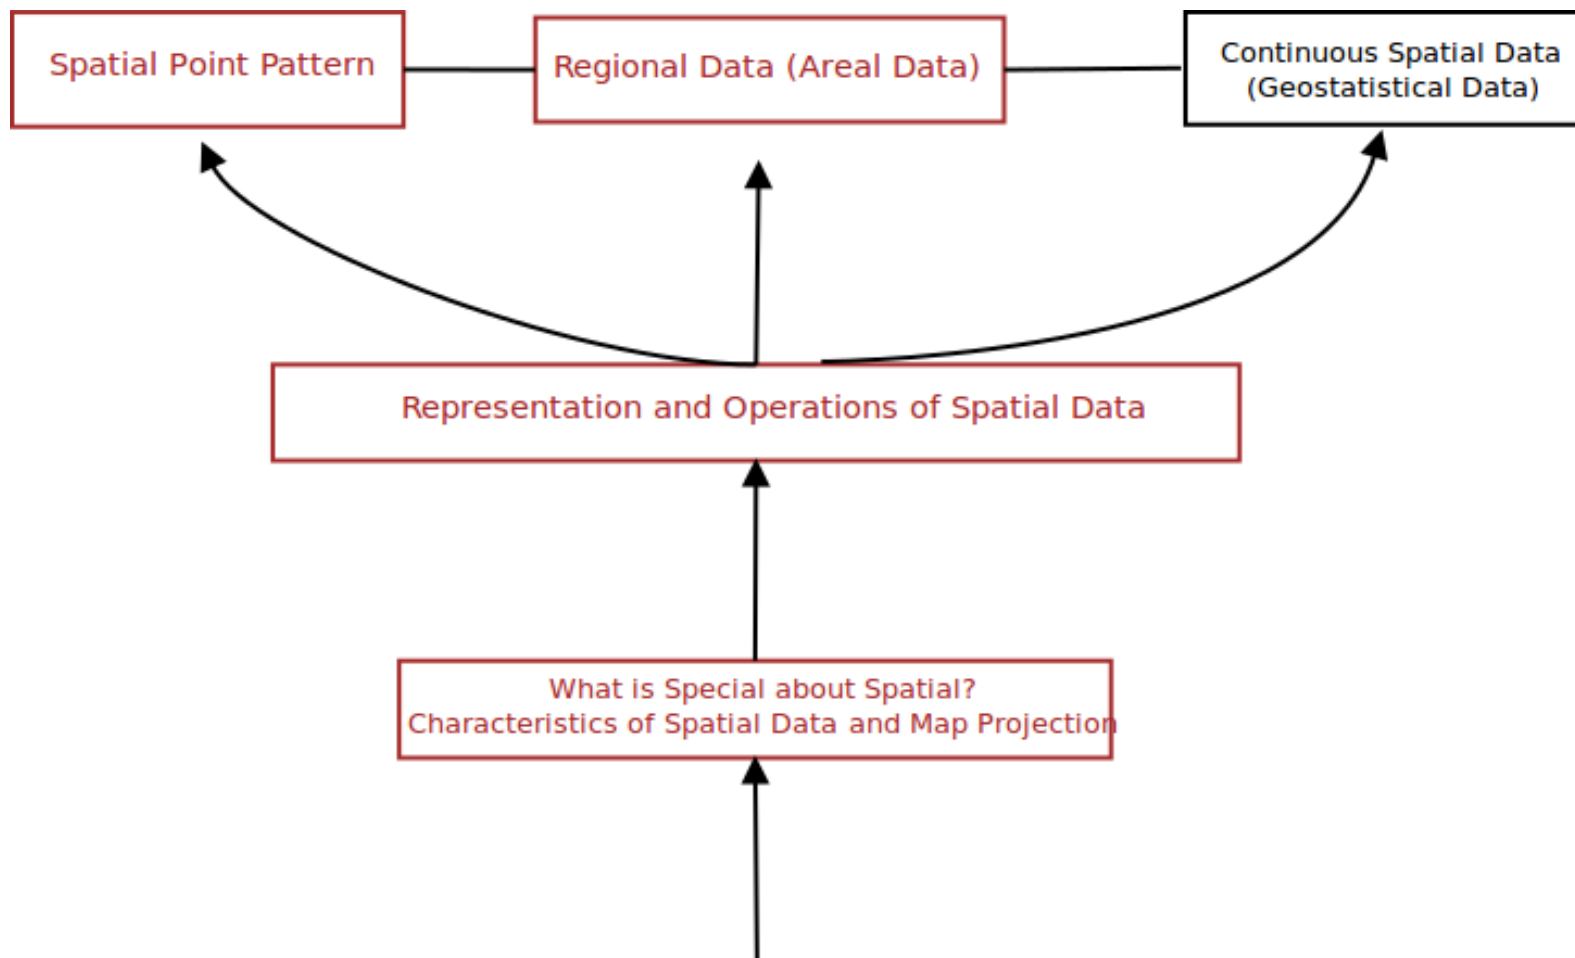 Spatial Point Pattern
Regional Data (Areal Data)
Continuous Spatial Data
(Geostatistical Data)
Representation and Operations of Spatial Data
What is Special about Spatial?
Characteristics of Spatial Data and Map Projection